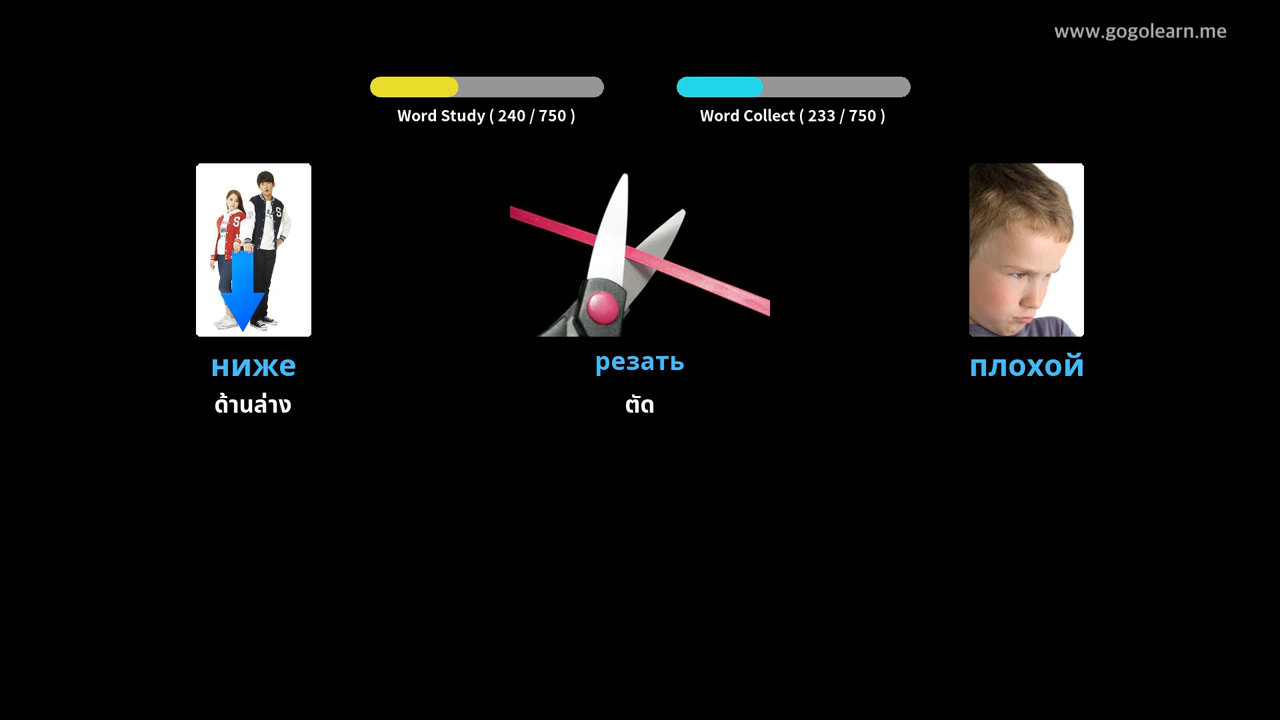 www.gogolearn.me
Word Study ( 240 / 750 )
Word Collect ( 233 / 750 )
S
S
ниже
ด้านล่าง
резать
ตัด
плохой